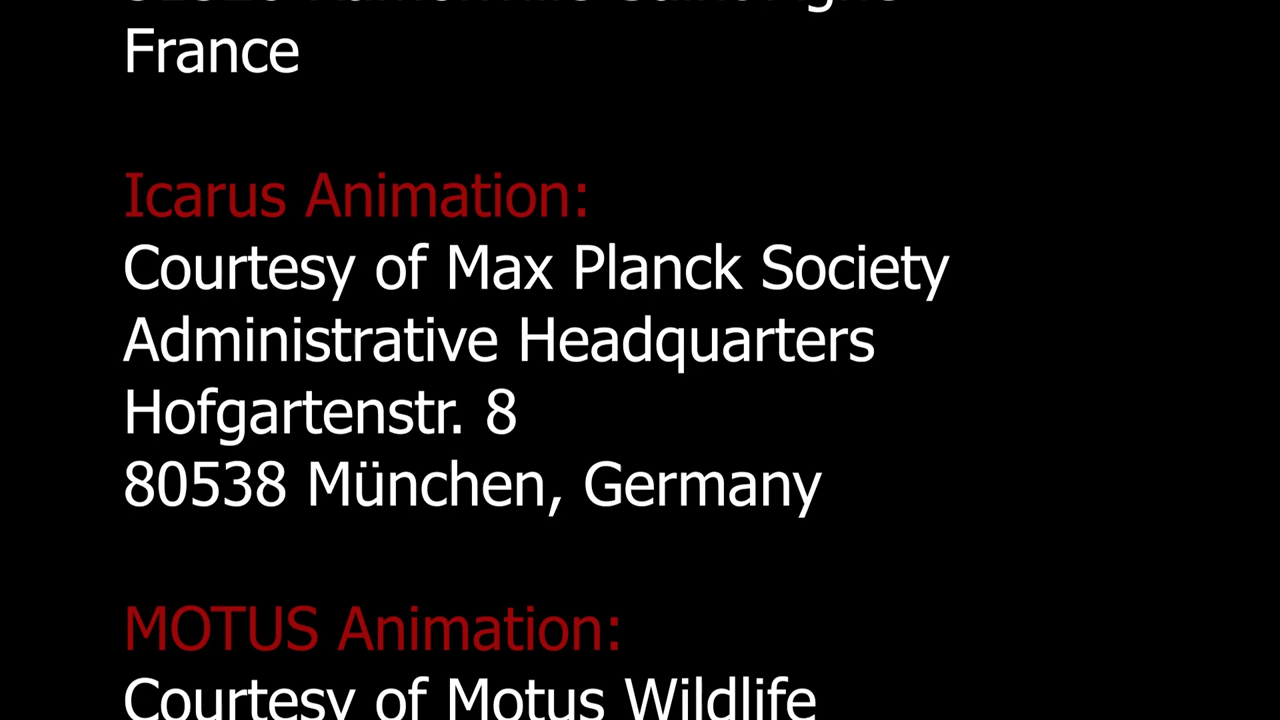 France
Icarus Animation:
Courtesy of Max Planck Society
Administrative Headquarters
Hofgartenstr. 8
80538 München, Germany
MOTUS Animation:
Courtesy of Motus Wildlife